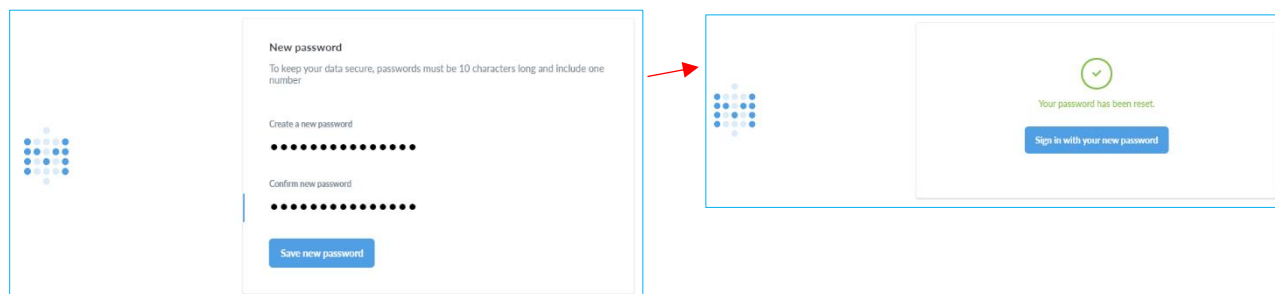 New password
To keep your data secure, passwords must be 10 characters long and include one
number
Create a new password
●●●●●●●●●●●●●●●
Confirm new password
●●●●●●●●●●●●●●●
Save new password
Your password has been reset.
Sign in with your new password